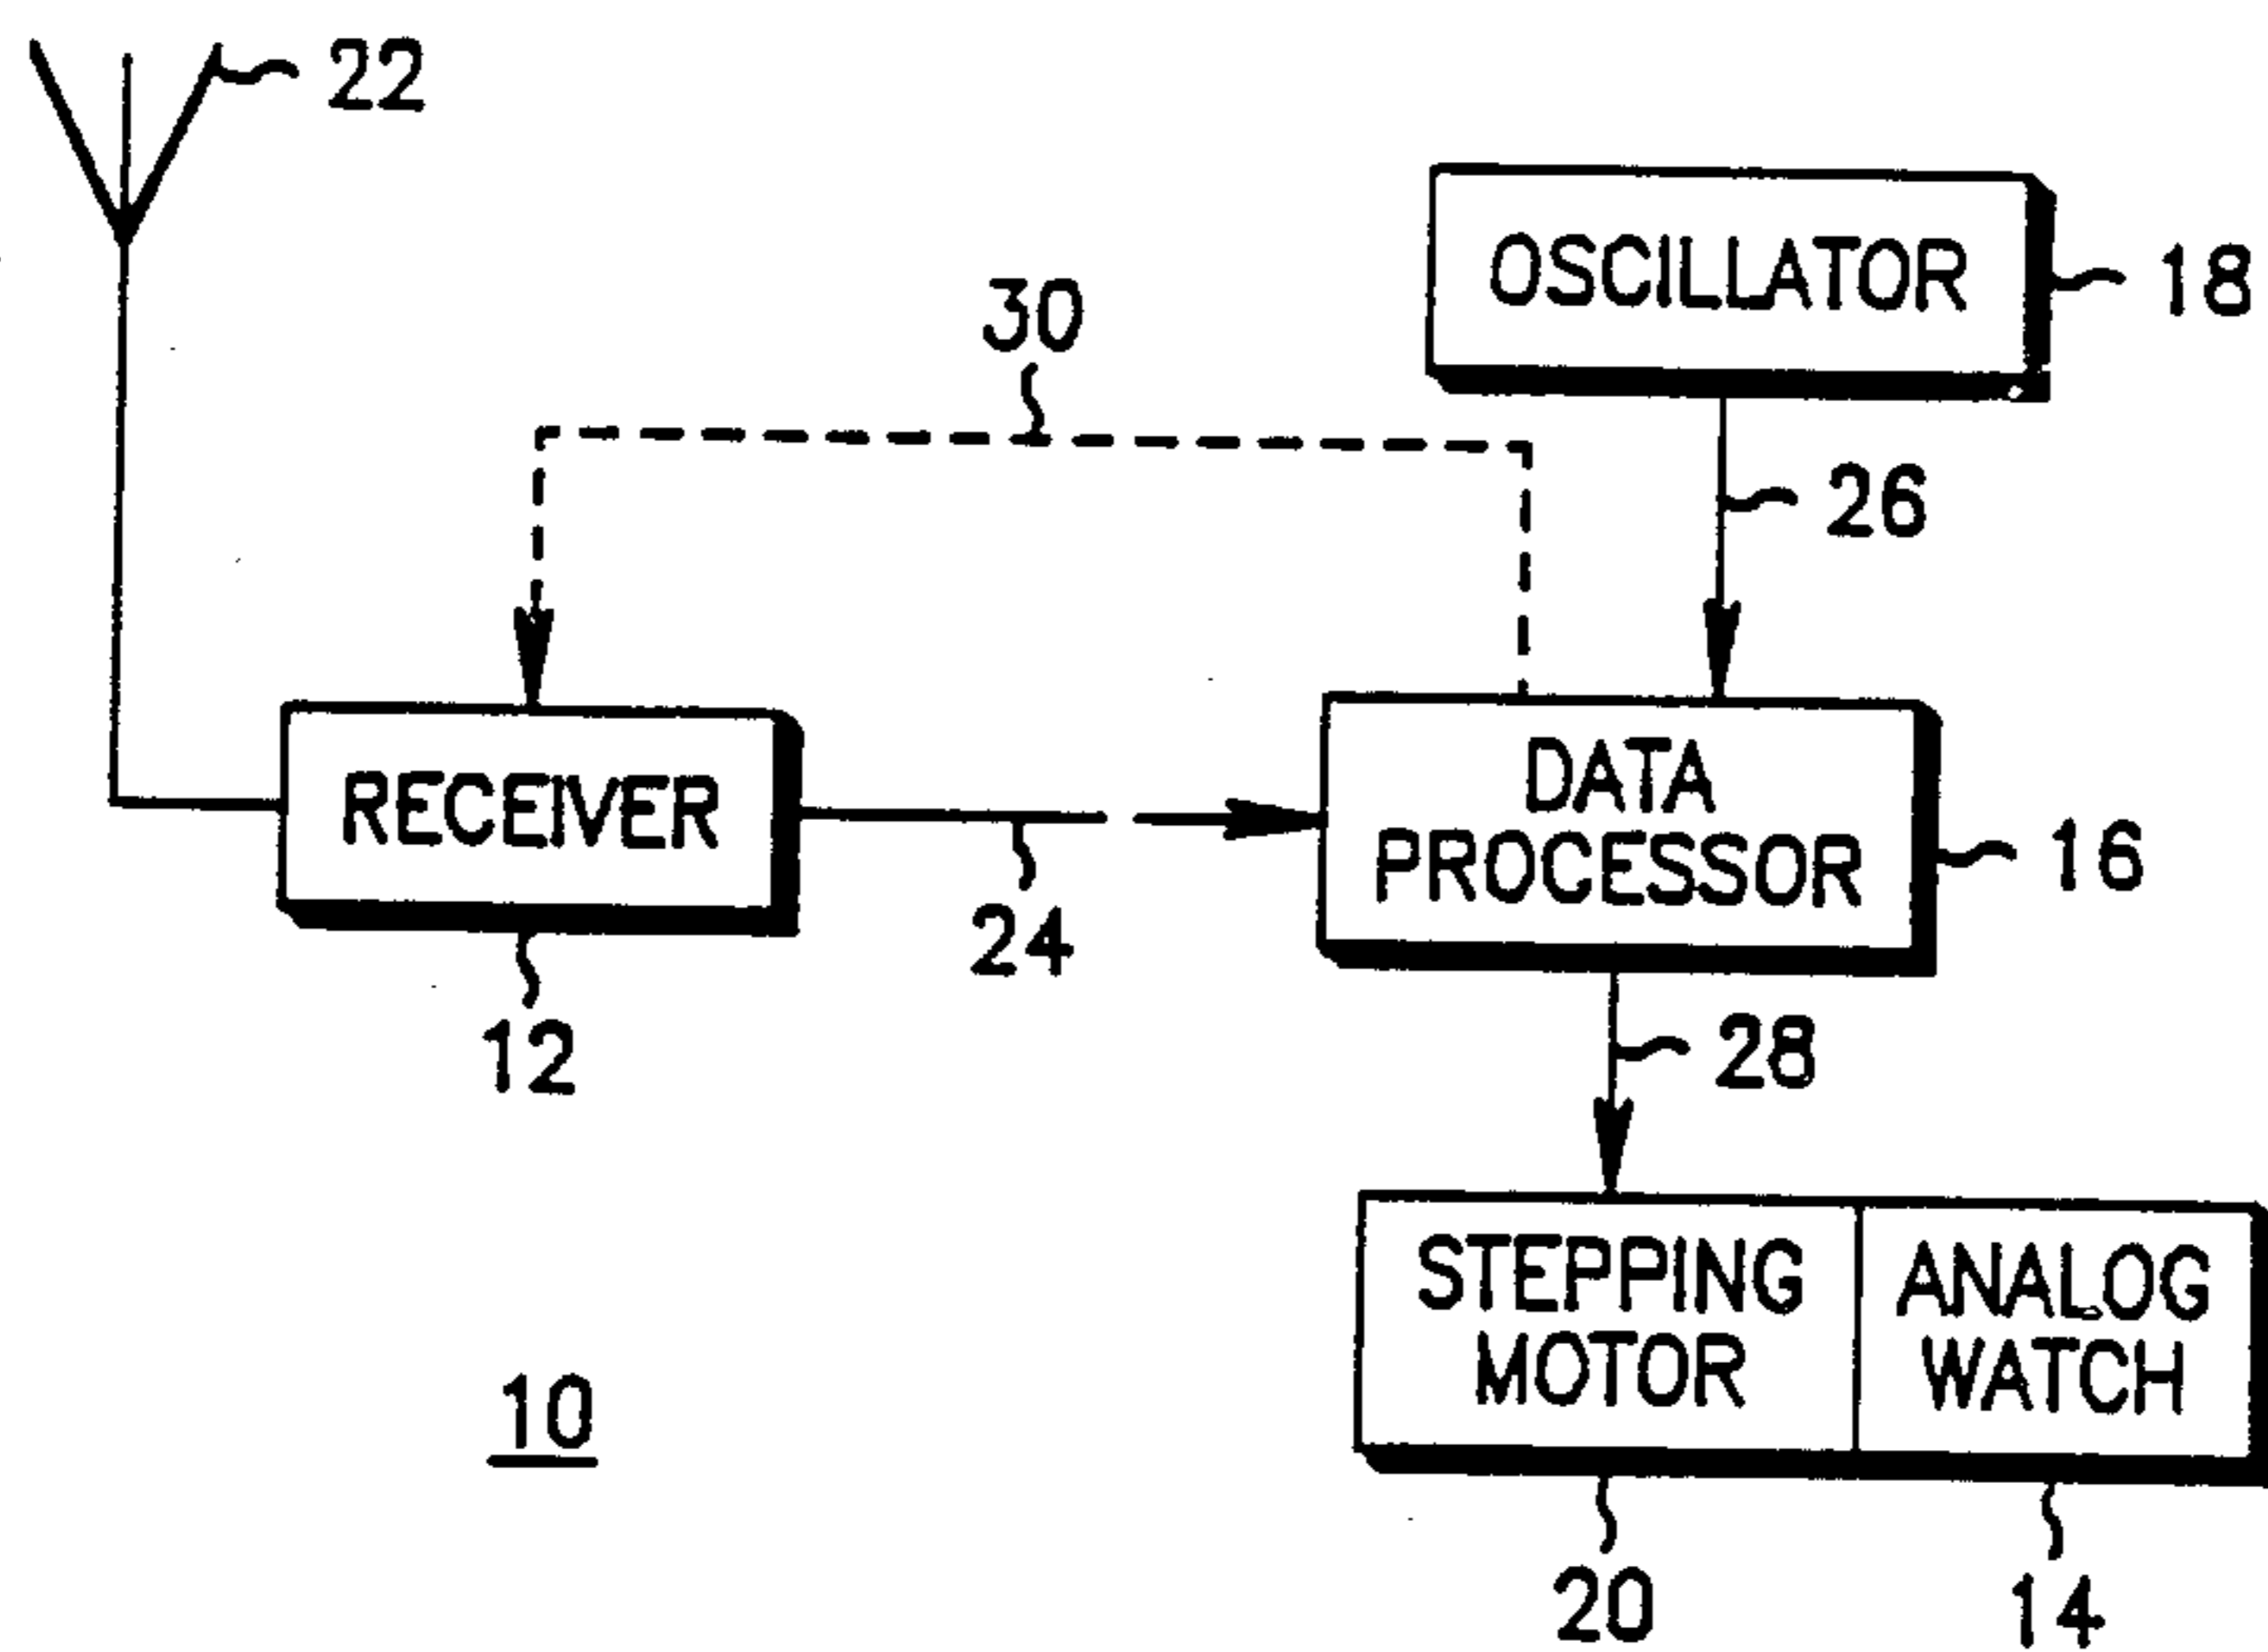 22
OSCILLATOR
18
30
26
DATA
PROCESSOR
16
RECEIVER
24
12
28
STEPPING
MOTOR
ANALOG
WATCH
10
20
14